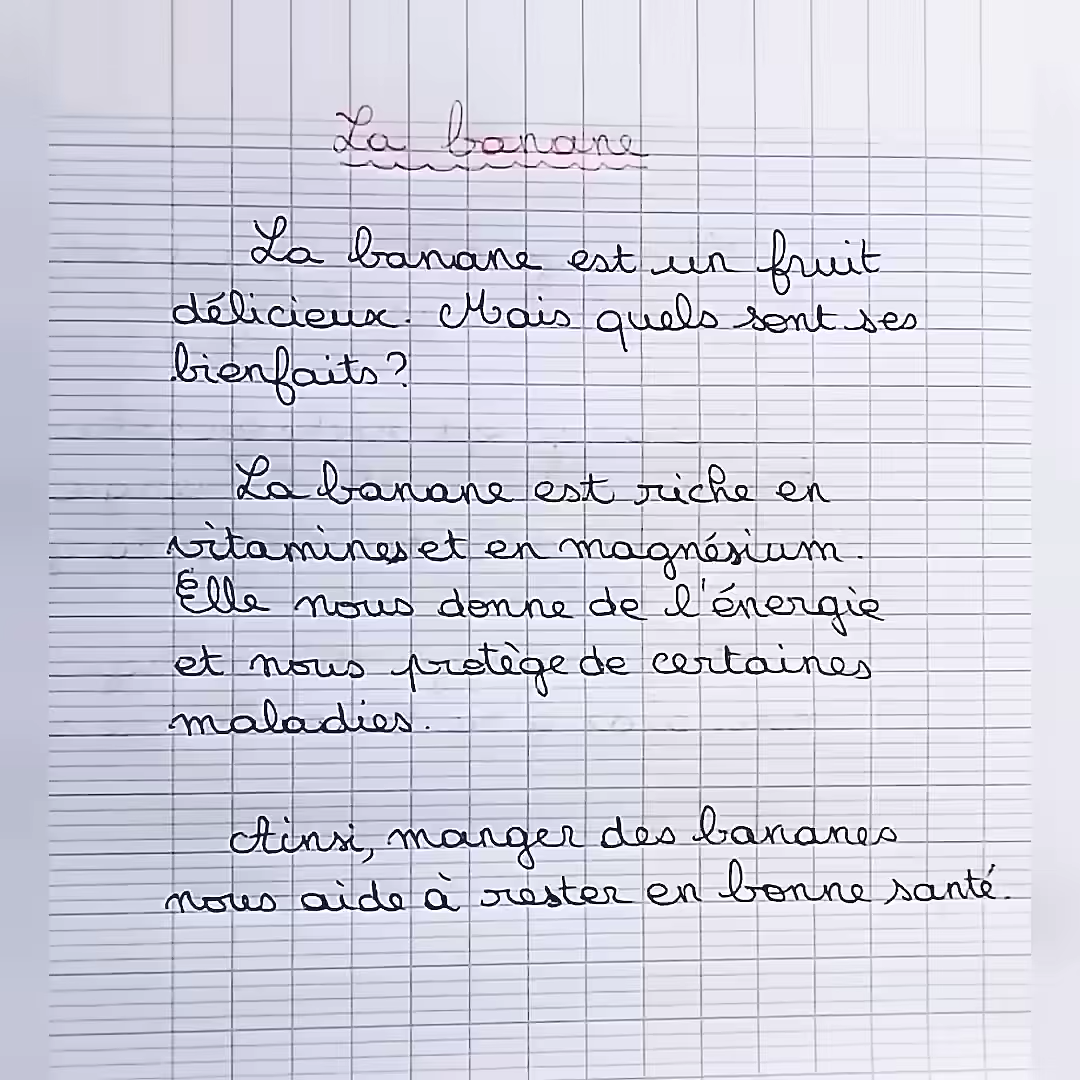 La banane
La banane est un fruit
délicieux. Mais quels sont ses
bienfaits ?
La banane est riche en
vitamines et en magnésium.
Elle nous donne de l'énergie
et nous protège de certaines
maladies.
Ainsi, manger des bananes
nous aide à rester en bonne santé.